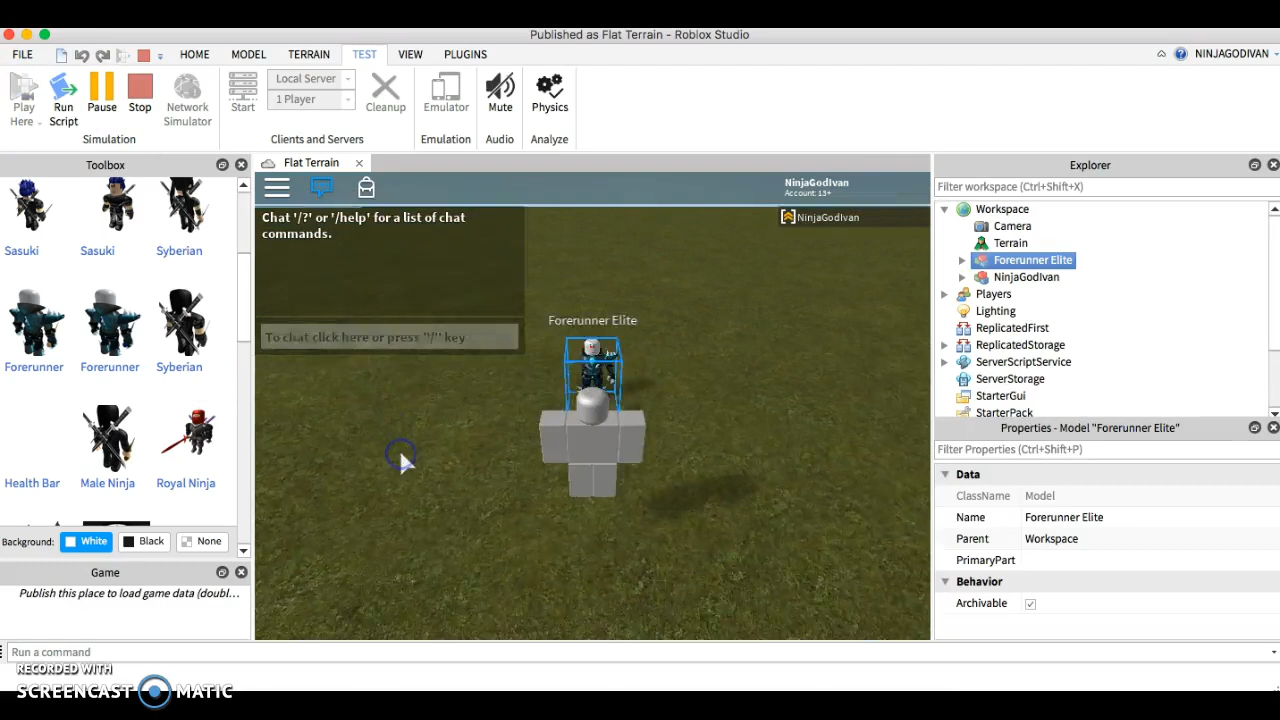 Published as Flat Terrain - Roblox Studio
FILE HOME MODEL TERRAIN TEST VIEW PLUGINS NINJAGODIVAN
Play Here Run Script Pause Stop Network Simulator Start Local Server 1 Player Cleanup Emulator Mute Physics
Simulation Clients and Servers Emulation Audio Analyze
Toolbox
Sasuki Sasuki Syberian
Forerunner Forerunner Syberian
Health Bar Male Ninja Royal Ninja
Background: White Black None
Game
Publish this place to load game data (doubl...
Flat Terrain
NinjaGodIvan
Account: 13+
NinjaGodIvan
Chat '/?' or '/help' for a list of chat
commands.
To chat click here or press "/" key
Forerunner Elite
Explorer
Filter workspace (Ctrl+Shift+X)
Workspace
Camera
Terrain
Forerunner Elite
NinjaGodIvan
Players
Lighting
ReplicatedFirst
ReplicatedStorage
ServerScriptService
ServerStorage
StarterGui
StarterPack
Properties - Model "Forerunner Elite"
Filter Properties (Ctrl+Shift+P)
Data
ClassName Model
Name Forerunner Elite
Parent Workspace
PrimaryPart
Behavior
Archivable
Run a command
RECORDED WITH
SCREENCAST MATIC